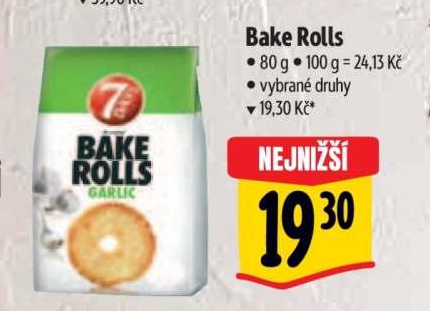 Bake Rolls
• 80 g • 100 g = 24,13 Kč
• vybrané druhy
▾ 19,30 Kč*
NEJNIŽŠÍ
19 30
7 DAYS
BAKE
ROLLS
GARLIC